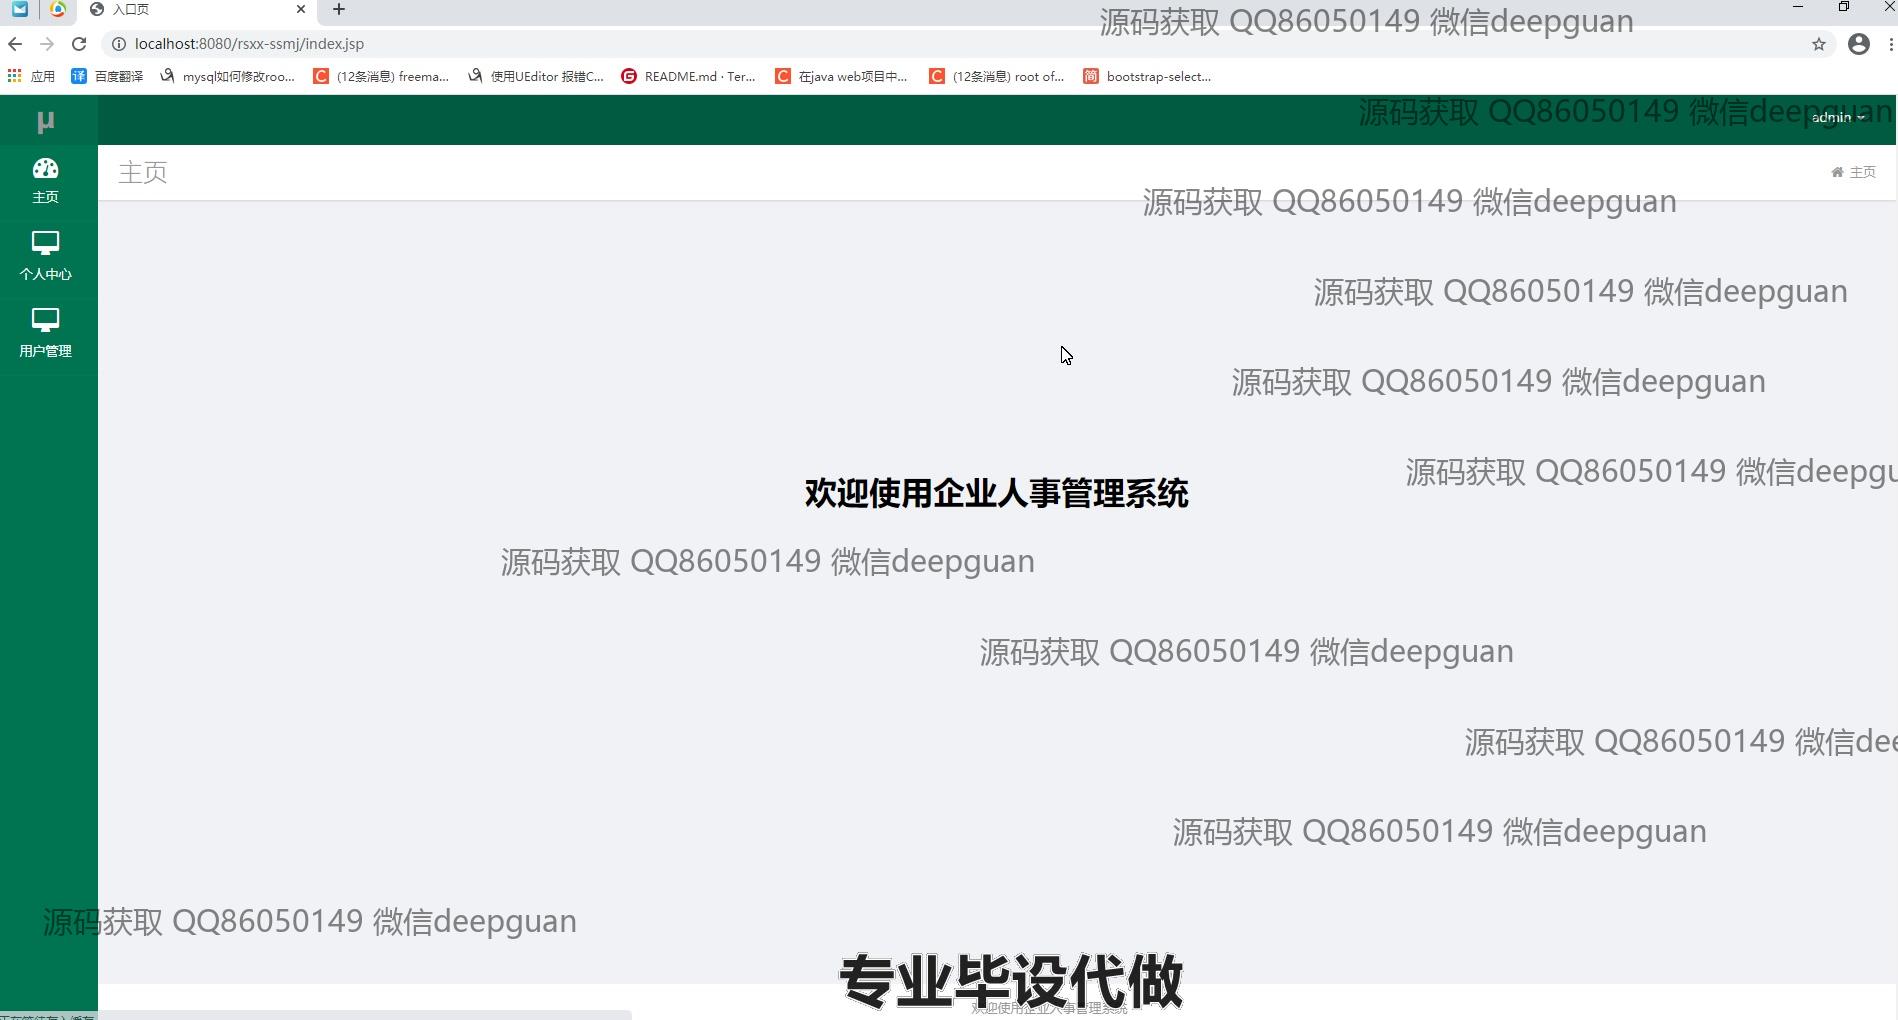 入口页
源码获取 QQ86050149 微信deepguan
localhost:8080/rsxx-ssmj/index.jsp
应用 百度翻译 mysql如何修改roo... (12条消息) freema... 使用UEditor 报错C... README.md · Ter... 在java web项目中... (12条消息) root of... bootstrap-select...
μ
源码获取 QQ86050149 微信deepguan
admin
主页
主页
主页
源码获取 QQ86050149 微信deepguan
个人中心
源码获取 QQ86050149 微信deepguan
用户管理
源码获取 QQ86050149 微信deepguan
源码获取 QQ86050149 微信deepgu
欢迎使用企业人事管理系统
源码获取 QQ86050149 微信deepguan
源码获取 QQ86050149 微信deepguan
源码获取 QQ86050149 微信dee
源码获取 QQ86050149 微信deepguan
源码获取 QQ86050149 微信deepguan
专业毕设代做
欢迎使用企业人事管理系统